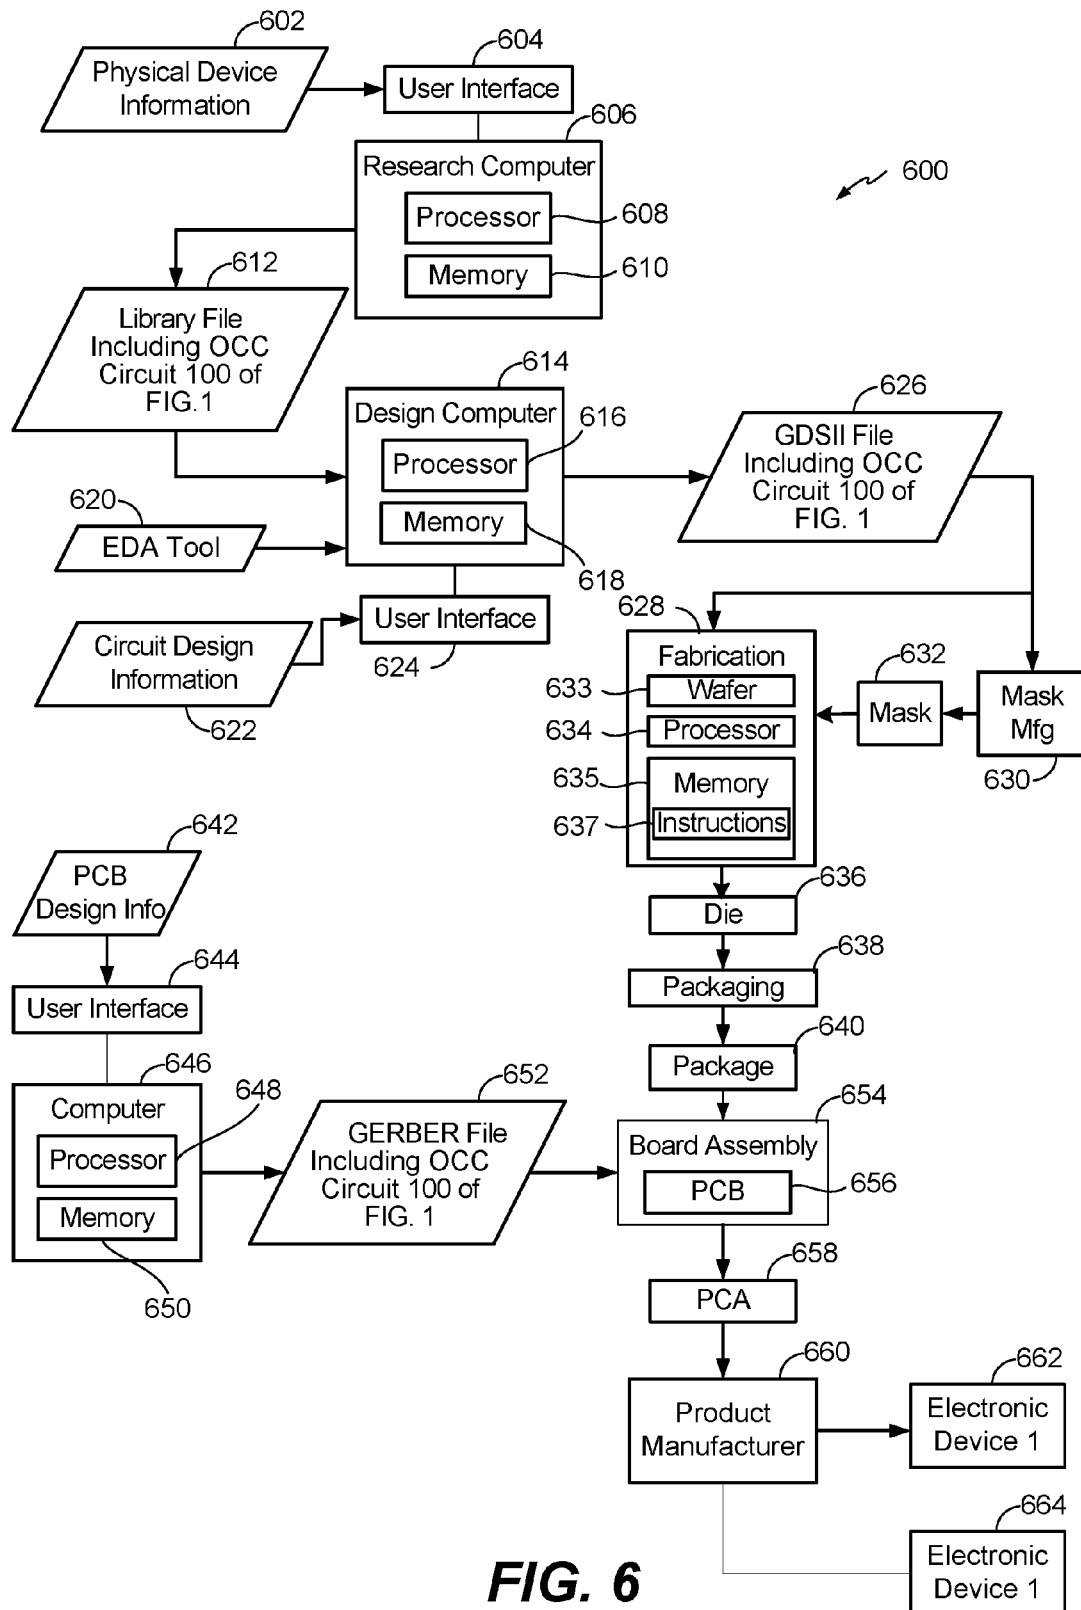 602
Physical Device
Information
604
User Interface
606
Research Computer
Processor
608
Memory
610
600
612
Library File
Including OCC
Circuit 100 of
FIG.1
614
Design Computer
616
Processor
Memory
618
620
EDA Tool
626
GDSII File
Including OCC
Circuit 100 of
FIG. 1
User Interface
624
Circuit Design
Information
622
628
Fabrication
633
Wafer
634
Processor
635
Memory
637
Instructions
632
Mask
Mask
Mfg
630
636
Die
638
Packaging
640
Package
642
PCB
Design Info
644
User Interface
646
Computer
648
Processor
Memory
650
652
GERBER File
Including OCC
Circuit 100 of
FIG. 1
654
Board Assembly
PCB
656
658
PCA
660
Product
Manufacturer
662
Electronic
Device 1
664
Electronic
Device 1
FIG. 6